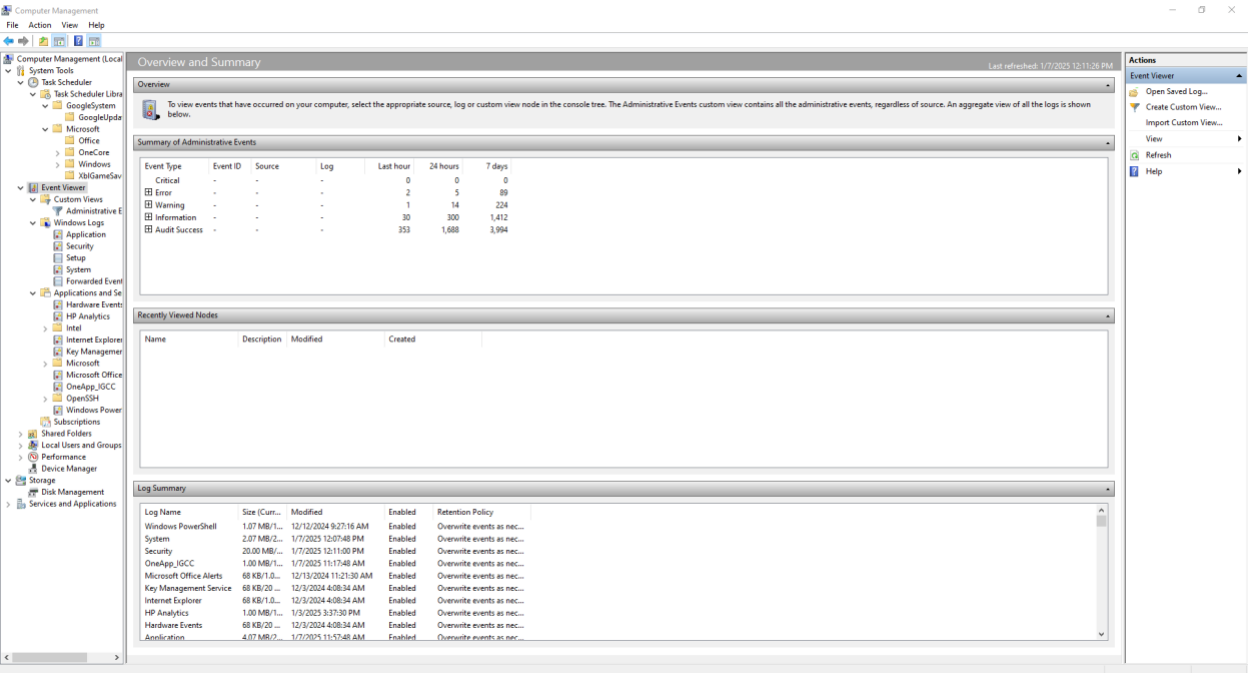 Computer Management
File Action View Help
Computer Management (Local
System Tools
Task Scheduler
Task Scheduler Libra
GoogleSystem
GoogleUpda
Microsoft
Office
OneCore
Windows
XblGameSav
Event Viewer
Custom Views
Administrative E
Windows Logs
Application
Security
Setup
System
Forwarded Event
Applications and Se
Hardware Events
HP Analytics
Intel
Internet Explorer
Key Managemer
Microsoft
Microsoft Office
OneApp_IGCC
OpenSSH
Windows Power
Subscriptions
Shared Folders
Local Users and Groups
Performance
Device Manager
Storage
Disk Management
Services and Applications
Overview and Summary
Last refreshed: 1/7/2025 12:11:26 PM
Overview
To view events that have occurred on your computer, select the appropriate source, log or custom view node in the console tree. The Administrative Events custom view contains all the administrative events, regardless of source. An aggregate view of all the logs is shown
below.
Summary of Administrative Events
Event Type Event ID Source Log Last hour 24 hours 7 days
Critical - - - 0 0 0
Error - - - 2 5 89
Warning - - - 1 14 224
Information - - - 30 300 1,412
Audit Success - - - 353 1,688 3,994
Recently Viewed Nodes
Name Description Modified Created
Log Summary
Log Name Size (Curr... Modified Enabled Retention Policy
Windows PowerShell 1.07 MB/1... 12/12/2024 9:27:16 AM Enabled Overwrite events as nec...
System 2.07 MB/2... 1/7/2025 12:07:48 PM Enabled Overwrite events as nec...
Security 20.00 MB/... 1/7/2025 12:11:00 PM Enabled Overwrite events as nec...
OneApp_IGCC 1.00 MB/1... 1/7/2025 11:17:48 AM Enabled Overwrite events as nec...
Microsoft Office Alerts 68 KB/1.0... 12/13/2024 11:21:30 AM Enabled Overwrite events as nec...
Key Management Service 68 KB/20 ... 12/3/2024 4:08:34 AM Enabled Overwrite events as nec...
Internet Explorer 68 KB/1.0... 12/3/2024 4:08:34 AM Enabled Overwrite events as nec...
HP Analytics 1.00 MB/1... 1/3/2025 3:37:30 PM Enabled Overwrite events as nec...
Hardware Events 68 KB/20 ... 12/3/2024 4:08:34 AM Enabled Overwrite events as nec...
Application 4.07 MB/2... 1/7/2025 11:57:48 AM Enabled Overwrite events as nec...
Actions
Event Viewer
Open Saved Log...
Create Custom View...
Import Custom View...
View
Refresh
Help